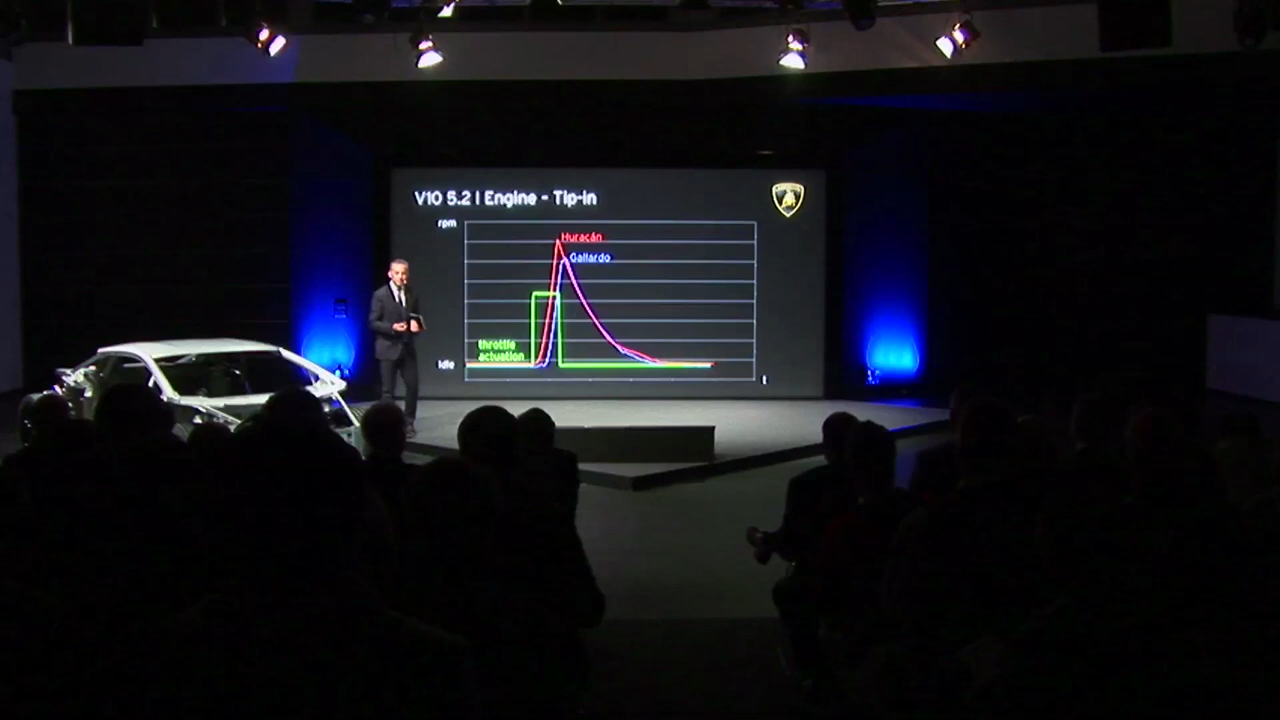 V10 5.2 | Engine - Tip-in
rpm
Huracán
Gallardo
throttle
actuation
Idle
t